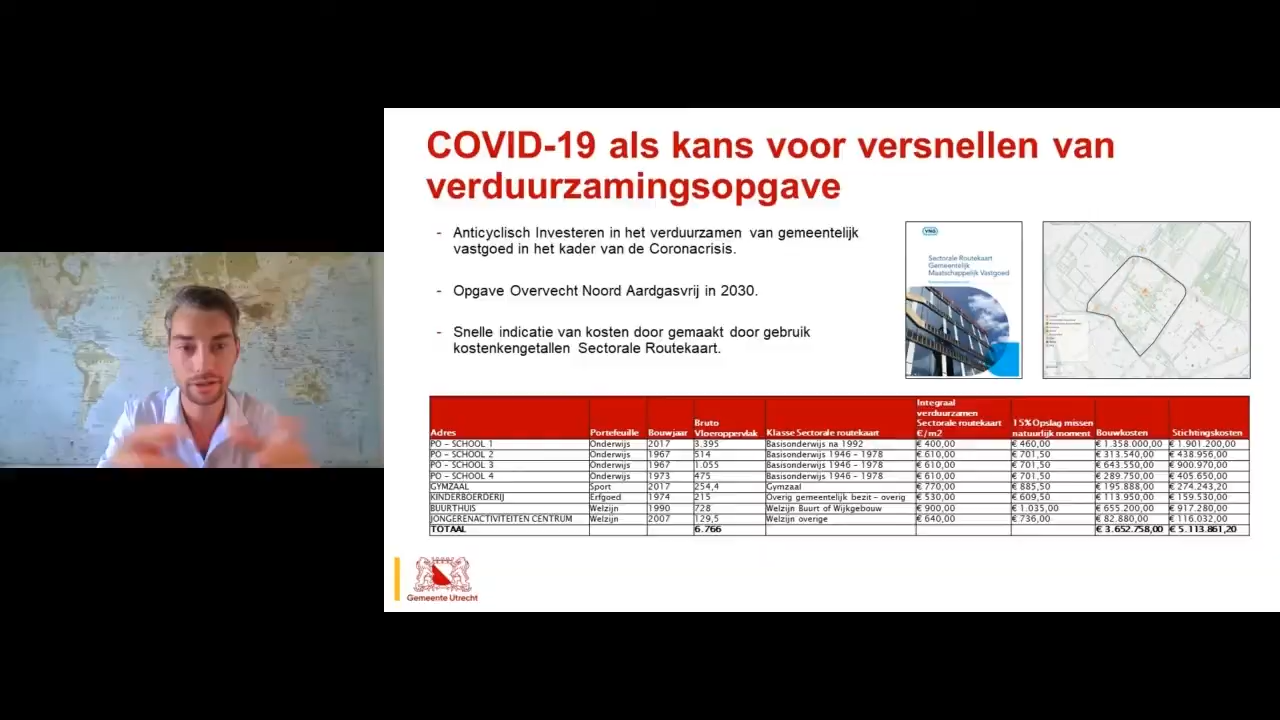 COVID-19 als kans voor versnellen van
verduurzamingsopgave
- Anticyclisch Investeren in het verduurzamen van gemeentelijk
vastgoed in het kader van de Coronacrisis.
- Opgave Overvecht Noord Aardgasvrij in 2030.
- Snelle indicatie van kosten door gemaakt door gebruik
kostenkengetallen Sectorale Routekaart.
VNG
Sectorale Routekaart
Gemeentelijk
Maatschappelijk Vastgoed
Adres Portefeuille Bouwjaar Bruto Vloeroppervlak Klasse Sectorale routekaart Integraal verduurzamen Sectorale routekaart €/m2 15% Opslag missen natuurlijk moment Bouwkosten Stichtingskosten
PO - SCHOOL 1 Onderwijs 2017 3.395 Basisonderwijs na 1992 € 400,00 € 460,00 € 1.358.000,00 € 1.901.200,00
PO - SCHOOL 2 Onderwijs 1967 514 Basisonderwijs 1946 - 1978 € 610,00 € 701,50 € 313.540,00 € 438.956,00
PO - SCHOOL 3 Onderwijs 1967 1.055 Basisonderwijs 1946 - 1978 € 610,00 € 701,50 € 643.550,00 € 900.970,00
PO - SCHOOL 4 Onderwijs 1973 475 Basisonderwijs 1946 - 1978 € 610,00 € 701,50 € 289.750,00 € 405.650,00
GYMZAAL Sport 2017 254,4 Gymzaal € 770,00 € 885,50 € 195.888,00 € 274.243,20
KINDERBOERDERIJ Erfgoed 1974 215 Overig gemeentelijk bezit - overig € 530,00 € 609,50 € 113.950,00 € 159.530,00
BUURTHUIS Welzijn 1990 728 Welzijn Buurt of Wijkgebouw € 900,00 € 1.035,00 € 655.200,00 € 917.280,00
JONGERENACTIVITEITEN CENTRUM Welzijn 2007 129,5 Welzijn overige € 640,00 € 736,00 € 82.880,00 € 116.032,00
TOTAAL 6.766 € 3.652.758,00 € 5.113.861,20
Gemeente Utrecht